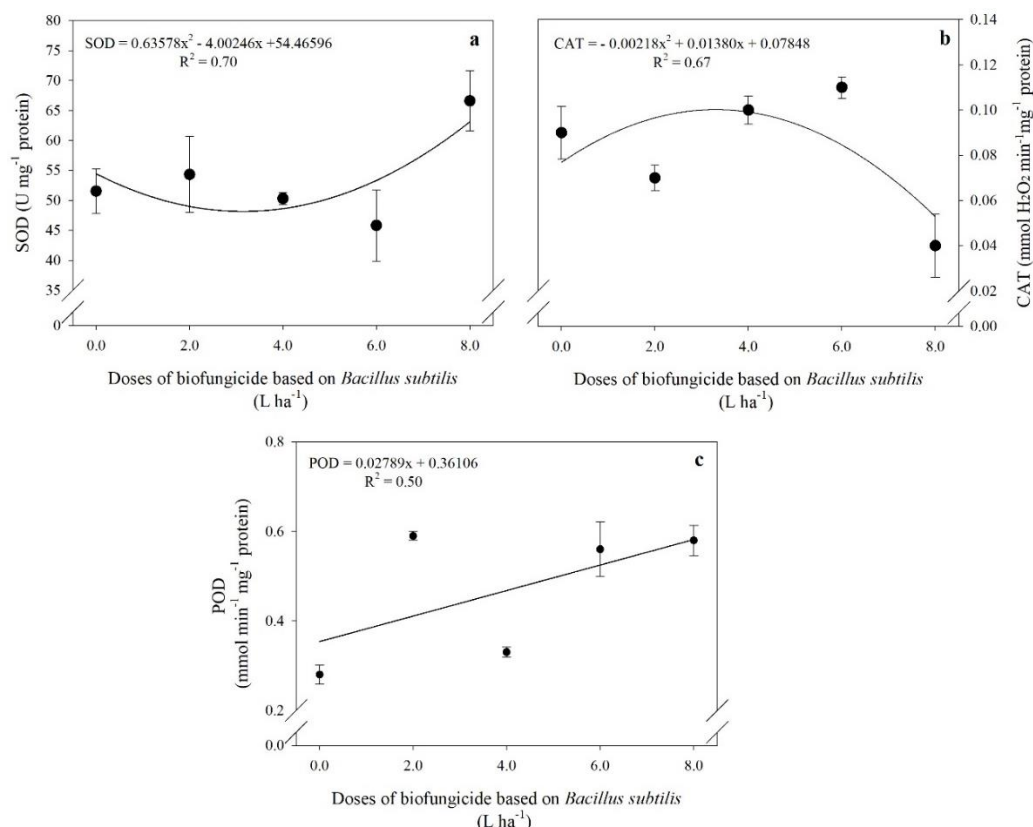 a
SOD = 0.63578x² - 4.00246x +54.46596
R² = 0.70
SOD (U mg⁻¹ protein)
80
75
70
65
60
55
50
45
40
35
0
0.0 2.0 4.0 6.0 8.0
Doses of biofungicide based on Bacillus subtilis
(L ha⁻¹)
b
CAT = - 0.00218x² + 0.01380x + 0.07848
R² = 0.67
CAT (mmol H₂O₂ min⁻¹mg⁻¹ protein)
0.14
0.12
0.10
0.08
0.06
0.04
0.02
0.00
0.0 2.0 4.0 6.0 8.0
Doses of biofungicide based on Bacillus subtilis
(L ha⁻¹)
c
POD = 0.02789x + 0.36106
R² = 0.50
POD
(mmol min⁻¹ mg⁻¹ protein)
0.8
0.6
0.4
0.2
0.0
0.0 2.0 4.0 6.0 8.0
Doses of biofungicide based on Bacillus subtilis
(L ha⁻¹)